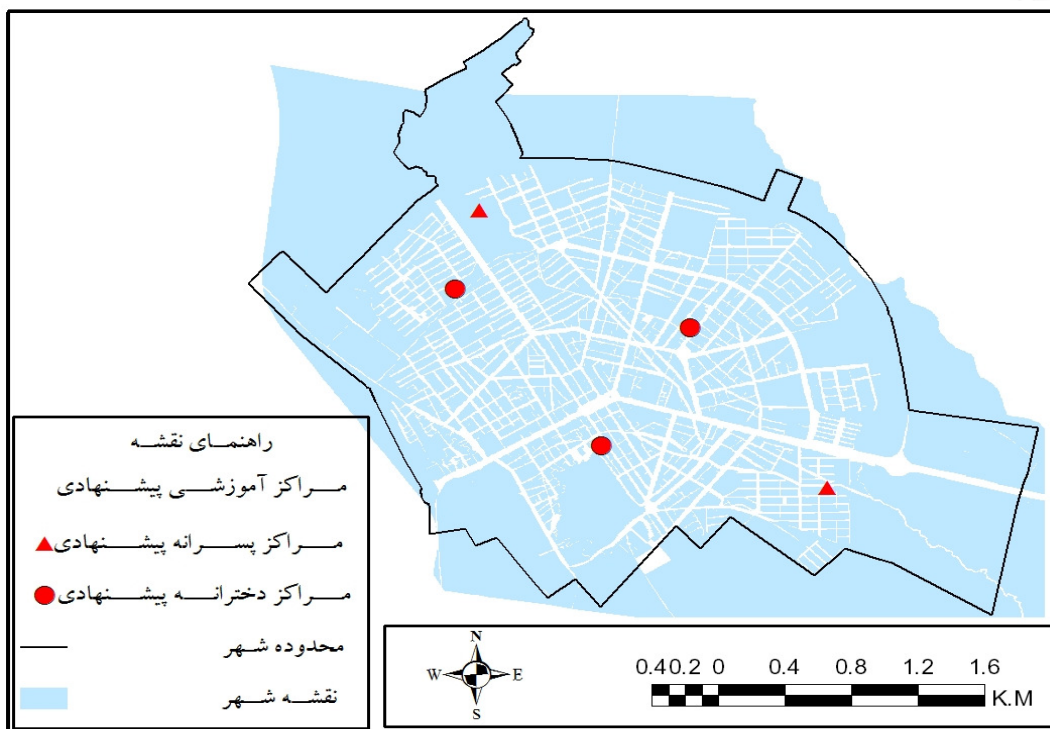 راهنمای نقشه
مراکز آموزشی پیشنهادی
مراکز پسرانه پیشنهادی
مراکز دخترانه پیشنهادی
محدوده شهر
نقشه شهر
N
W E
S
0.4 0.2 0 0.4 0.8 1.2 1.6
K.M